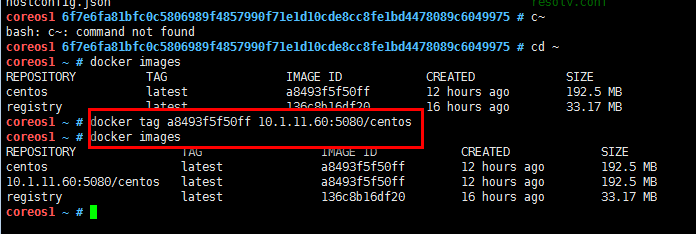 hostconfig.json resolv.conf
coreos1 6f7e6fa81bfc0c5806989f4857990f71e1d10cde8cc8fe1bd4478089c6049975 # c~
bash: c~: command not found
coreos1 6f7e6fa81bfc0c5806989f4857990f71e1d10cde8cc8fe1bd4478089c6049975 # cd ~
coreos1 ~ # docker images
REPOSITORY TAG IMAGE ID CREATED SIZE
centos latest a8493f5f50ff 12 hours ago 192.5 MB
registry latest 136c8b16df20 16 hours ago 33.17 MB
coreos1 ~ # docker tag a8493f5f50ff 10.1.11.60:5080/centos
coreos1 ~ # docker images
REPOSITORY TAG IMAGE ID CREATED SIZE
centos latest a8493f5f50ff 12 hours ago 192.5 MB
10.1.11.60:5080/centos latest a8493f5f50ff 12 hours ago 192.5 MB
registry latest 136c8b16df20 16 hours ago 33.17 MB
coreos1 ~ #